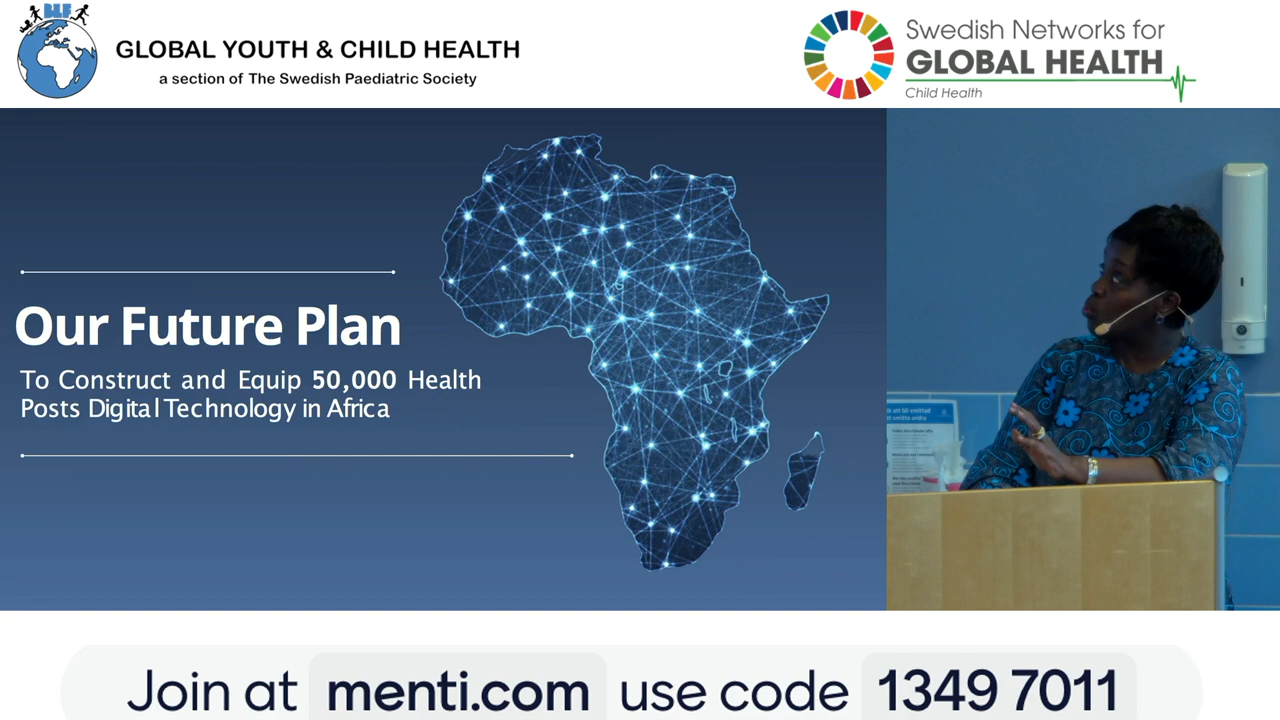 BLF
GLOBAL YOUTH & CHILD HEALTH
a section of The Swedish Paediatric Society
Swedish Networks for
GLOBAL HEALTH
Child Health
Our Future Plan
To Construct and Equip 50,000 Health
Posts Digital Technology in Africa
Join at menti.com use code 1349 7011